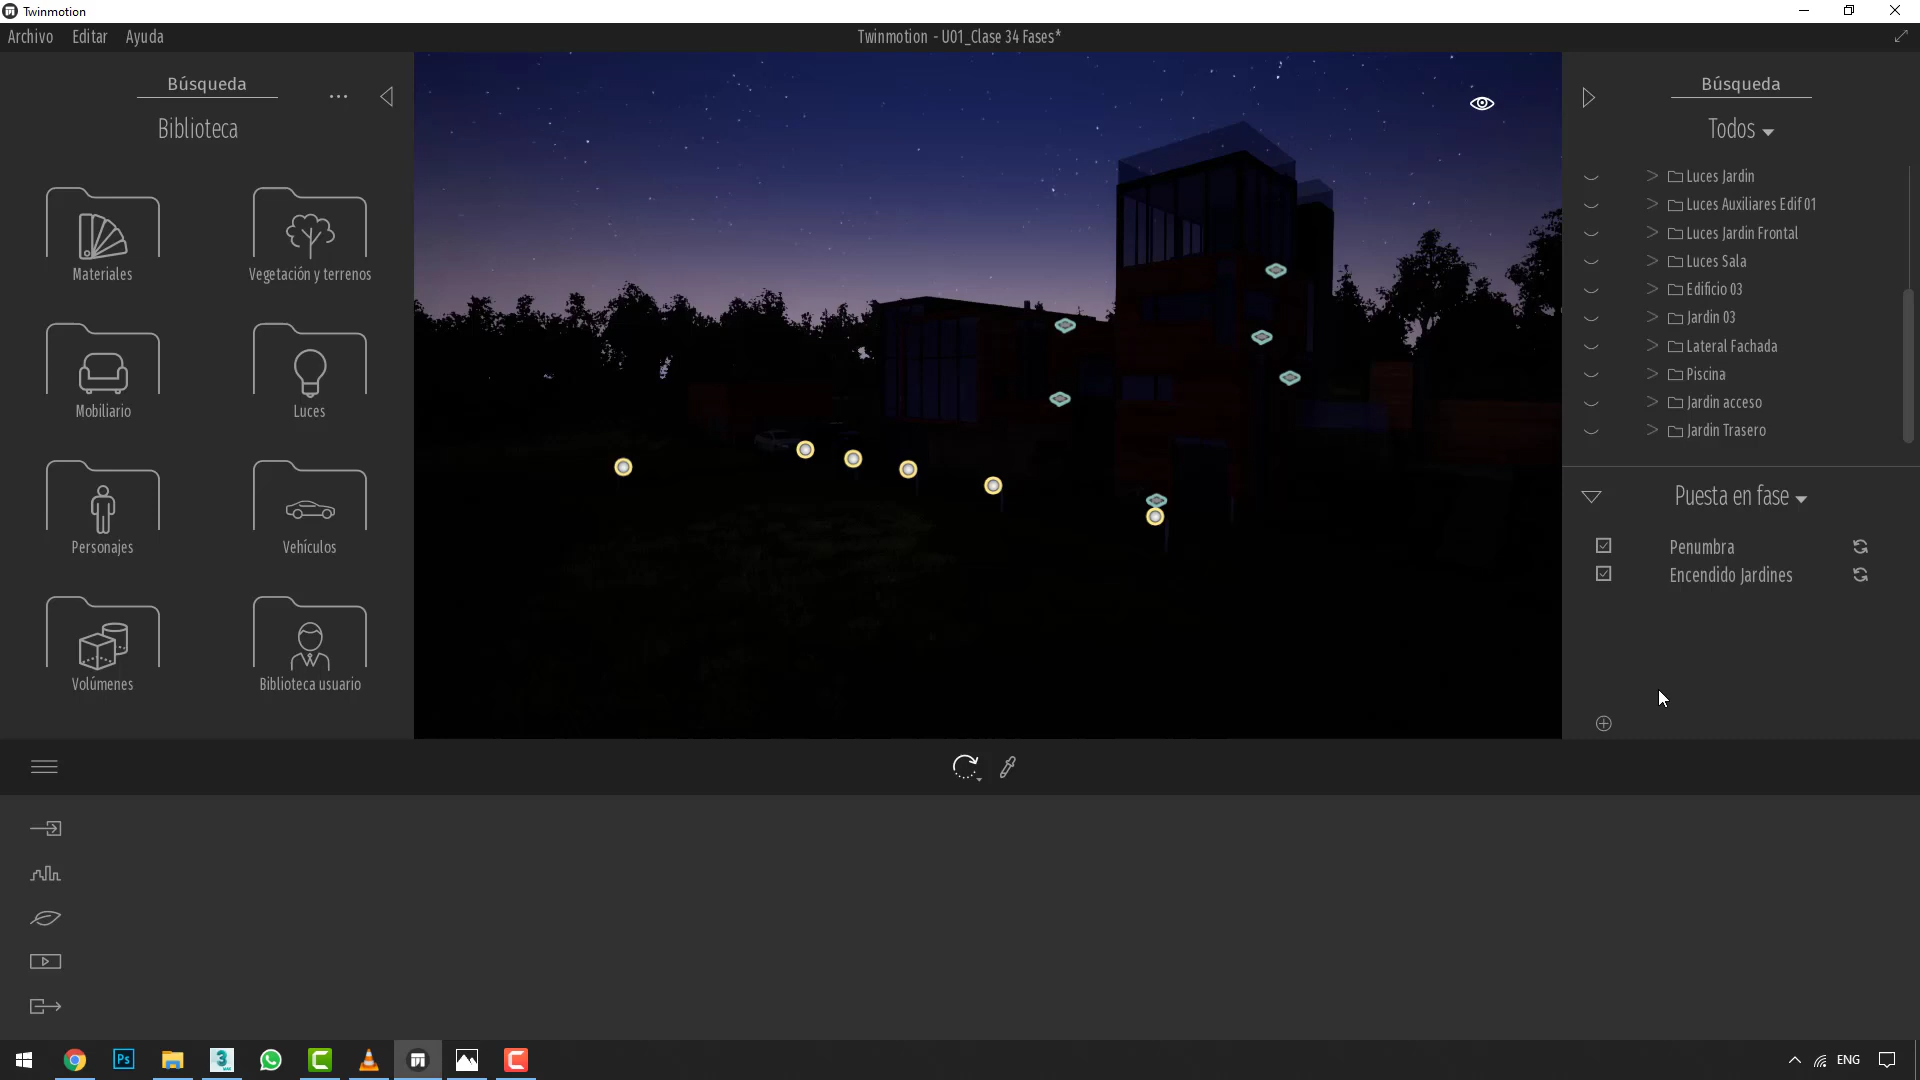 Twinmotion
Archivo Editar Ayuda
Twinmotion - U01_Clase 34 Fases*
Búsqueda
...
Biblioteca
Materiales
Vegetación y terrenos
Mobiliario
Luces
Personajes
Vehículos
Volúmenes
Biblioteca usuario
Búsqueda
Todos
> Luces Jardin
> Luces Auxiliares Edif 01
> Luces Jardin Frontal
> Luces Sala
> Edificio 03
> Jardin 03
> Lateral Fachada
> Piscina
> Jardin acceso
> Jardin Trasero
Puesta en fase
Penumbra
Encendido Jardines
Ps
3
ENG